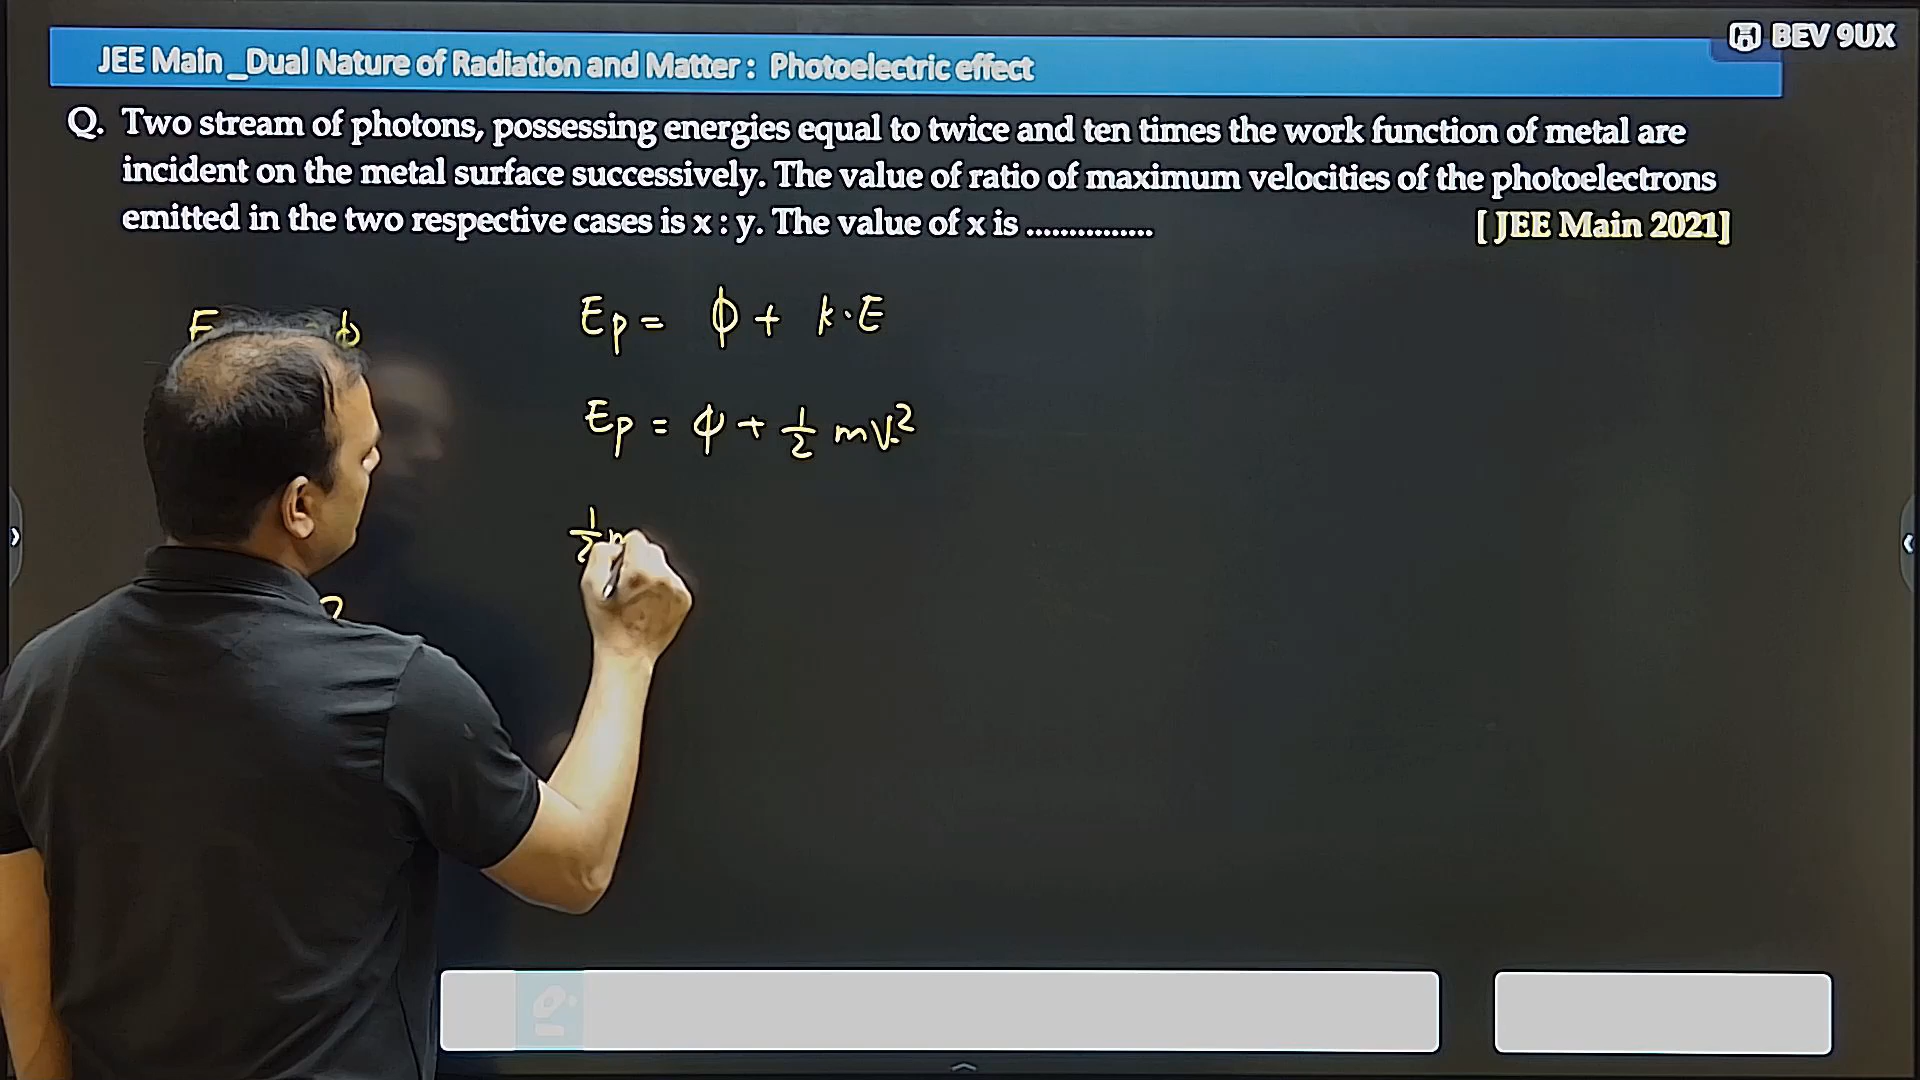 BEV 9UX
JEE Main _Dual Nature of Radiation and Matter : Photoelectric effect
Q. Two stream of photons, possessing energies equal to twice and ten times the work function of metal are
incident on the metal surface successively. The value of ratio of maximum velocities of the photoelectrons
emitted in the two respective cases is x : y. The value of x is ...............
[ JEE Main 2021]
Ep = ϕ + k·E
Ep = ϕ + 1/2 mv²
1/2 m